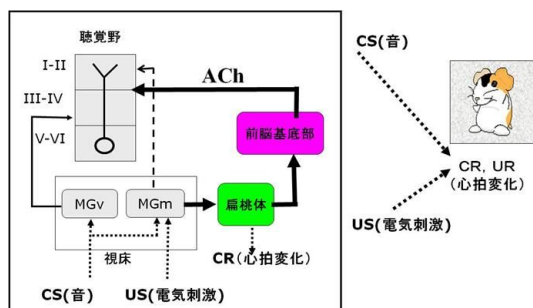 聴覚野
I-II
III-IV
V-VI
ACh
前脳基底部
MGv
MGm
扁桃体
視床
CS(音)
US(電気刺激)
CR(心拍変化)
CS(音)
CR, UR
(心拍変化)
US(電気刺激)